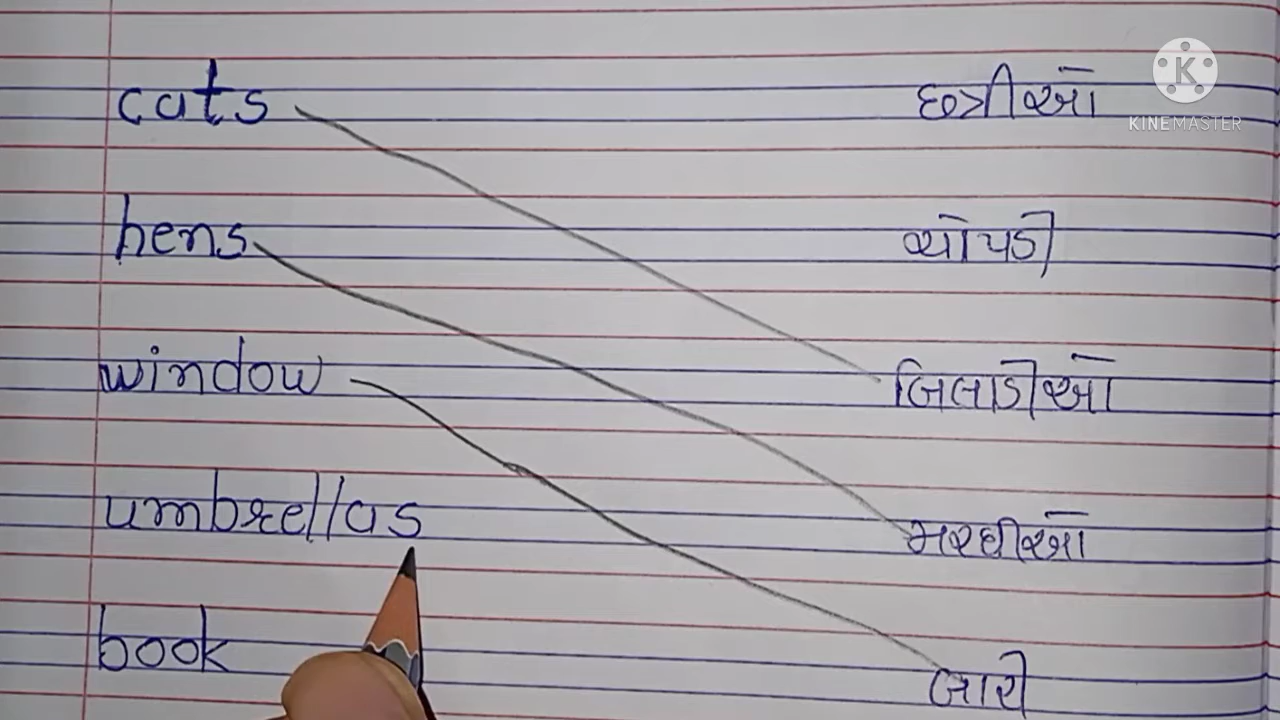 cats છત્રીઓ
KINEMASTER
hens ચોપડી
window બિલાડીઓ
umbrellas મરઘીઓ
book બારી